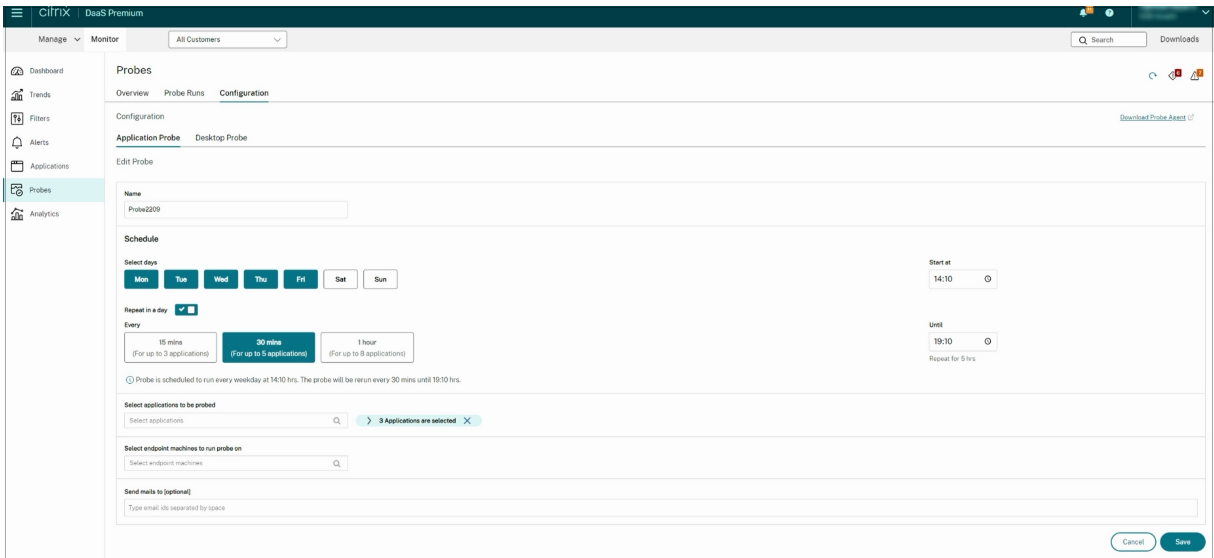 citrix | DaaS Premium
Manage Monitor All Customers Search Downloads
Dashboard
Trends
Filters
Alerts
Applications
Probes
Analytics
Probes
Overview Probe Runs Configuration
Configuration Download Probe Agent
Application Probe Desktop Probe
Edit Probe
Name
Probe2209
Schedule
Select days Start at
Mon Tue Wed Thu Fri Sat Sun 14:10
Repeat in a day
Every Until
15 mins 30 mins 1 hour 19:10
(For up to 3 applications) (For up to 5 applications) (For up to 8 applications)
Repeat for 5 hrs
Probe is scheduled to run every weekday at 14:10 hrs. The probe will be rerun every 30 mins until 19:10 hrs.
Select applications to be probed
Select applications 3 Applications are selected
Select endpoint machines to run probe on
Select endpoint machines
Send mails to [optional]
Type email ids separated by space
Cancel Save